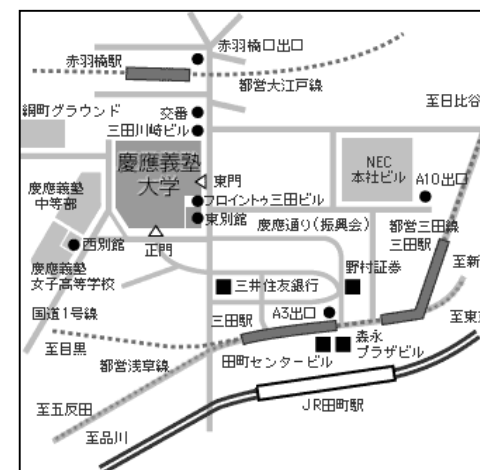 赤羽橋口出口
赤羽橋駅
都営大江戸線
至日比谷
綱町グラウンド
交番
三田川崎ビル
慶應義塾
大学
東門
NEC
本社ビル
A10出口
慶應義塾
中等部
フロイントゥ三田ビル
東別館
慶應通り(振興会)
都営三田線
三田駅
西別館
正門
慶應義塾
女子高等学校
三井住友銀行
野村証券
至新
国道1号線
三田駅
A3出口
至東
至目黒
森永
プラザビル
都営浅草線
田町センタービル
JR田町駅
至五反田
至品川